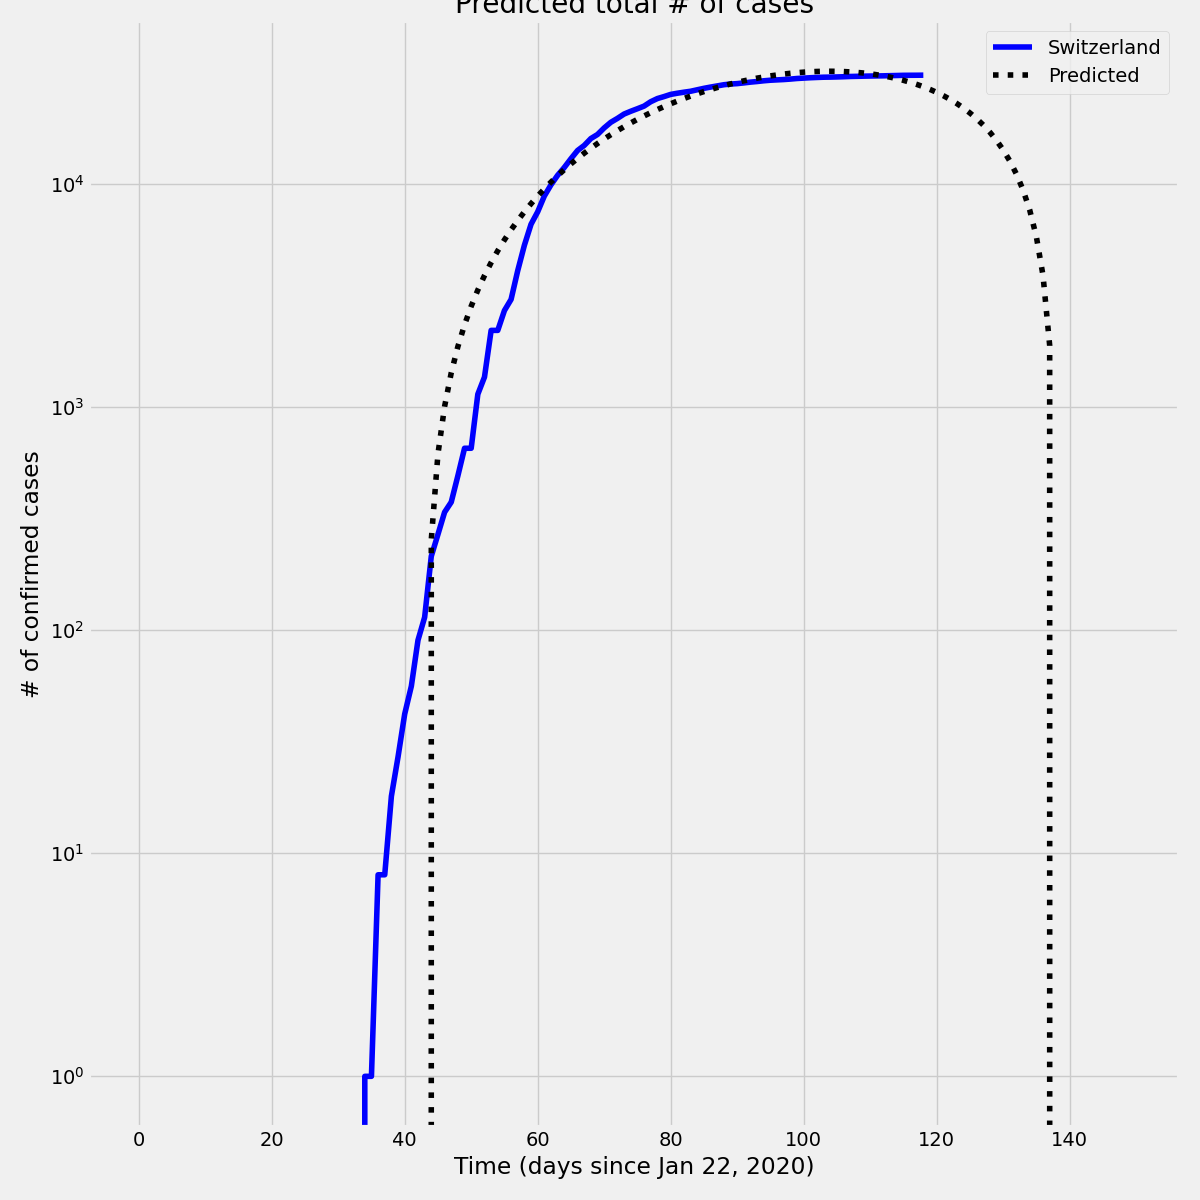 Predicted total # of cases
Switzerland
Predicted
# of confirmed cases
10⁴
10³
10²
10¹
10⁰
0 20 40 60 80 100 120 140
Time (days since Jan 22, 2020)